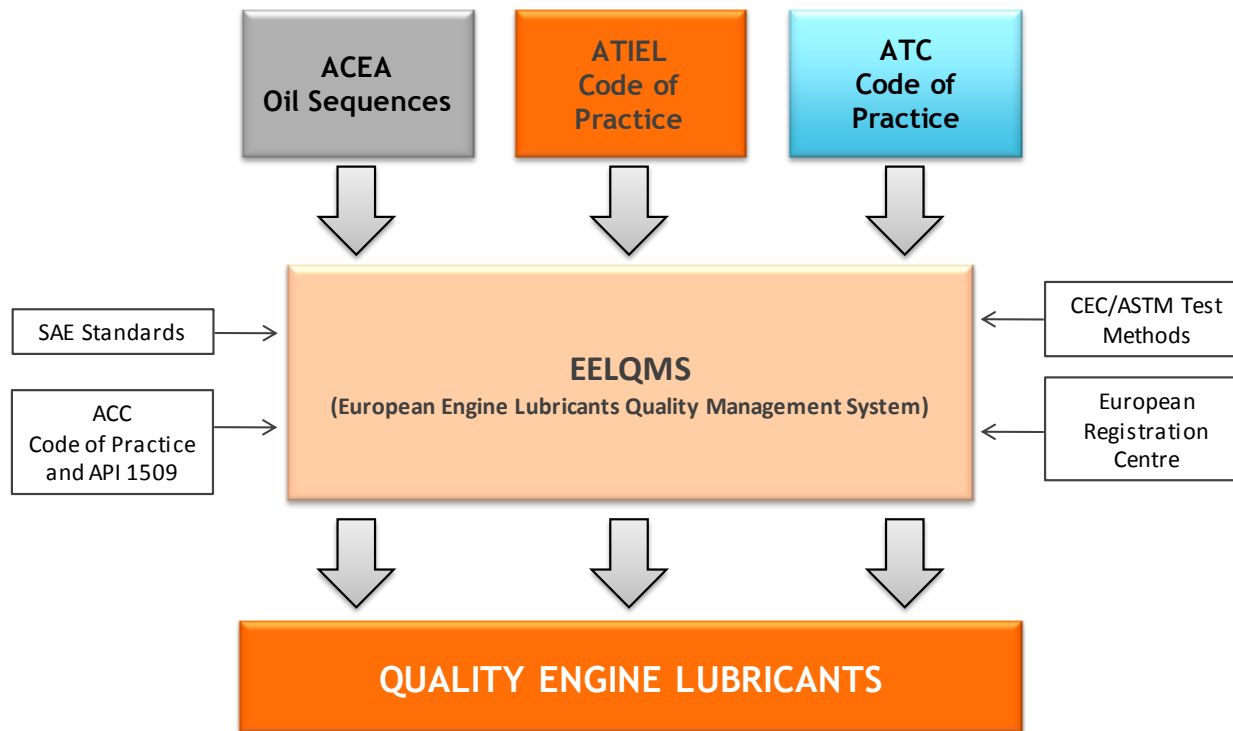 ACEA
Oil Sequences
ATIEL
Code of
Practice
ATC
Code of
Practice
SAE Standards
ACC
Code of Practice
and API 1509
EELQMS
(European Engine Lubricants Quality Management System)
CEC/ASTM Test
Methods
European
Registration
Centre
QUALITY ENGINE LUBRICANTS